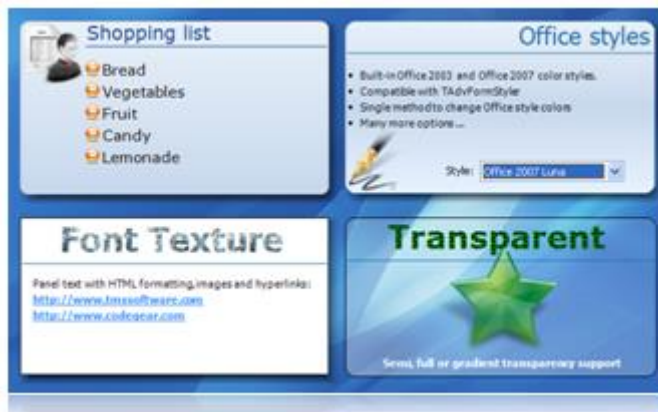 Shopping list
Bread
Vegetables
Fruit
Candy
Lemonade
Office styles
• Built-in Office 2003 and Office 2007 color styles.
• Compatible with TAdvFormStyler
• Single method to change Office style colors
• Many more options ...
Style: Office 2007 Luna
Font Texture
Panel text with HTML formatting, images and hyperlinks:
http://www.tmssoftware.com
http://www.codegear.com
Transparent
Semi, full or gradient transparency support